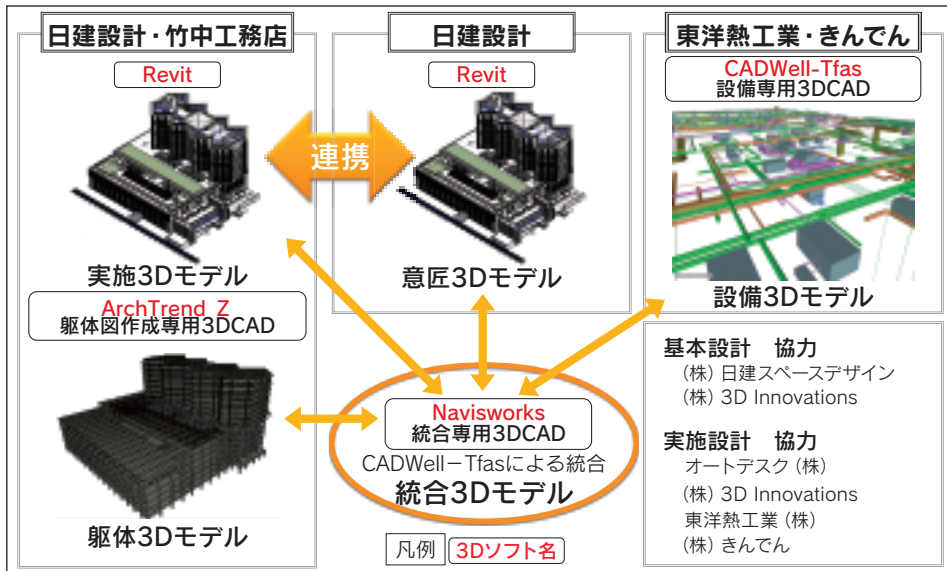 日建設計・竹中工務店
Revit
実施3Dモデル
ArchTrend Z
躯体図作成専用3DCAD
躯体3Dモデル
連携
日建設計
Revit
意匠3Dモデル
東洋熱工業・きんでん
CADWell-Tfas
設備専用3DCAD
設備3Dモデル
Navisworks
統合専用3DCAD
CADWell－Tfasによる統合
統合3Dモデル
凡例 3Dソフト名
基本設計　協力
(株) 日建スペースデザイン
(株) 3D Innovations
実施設計　協力
オートデスク (株)
(株) 3D Innovations
東洋熱工業 (株)
(株) きんでん